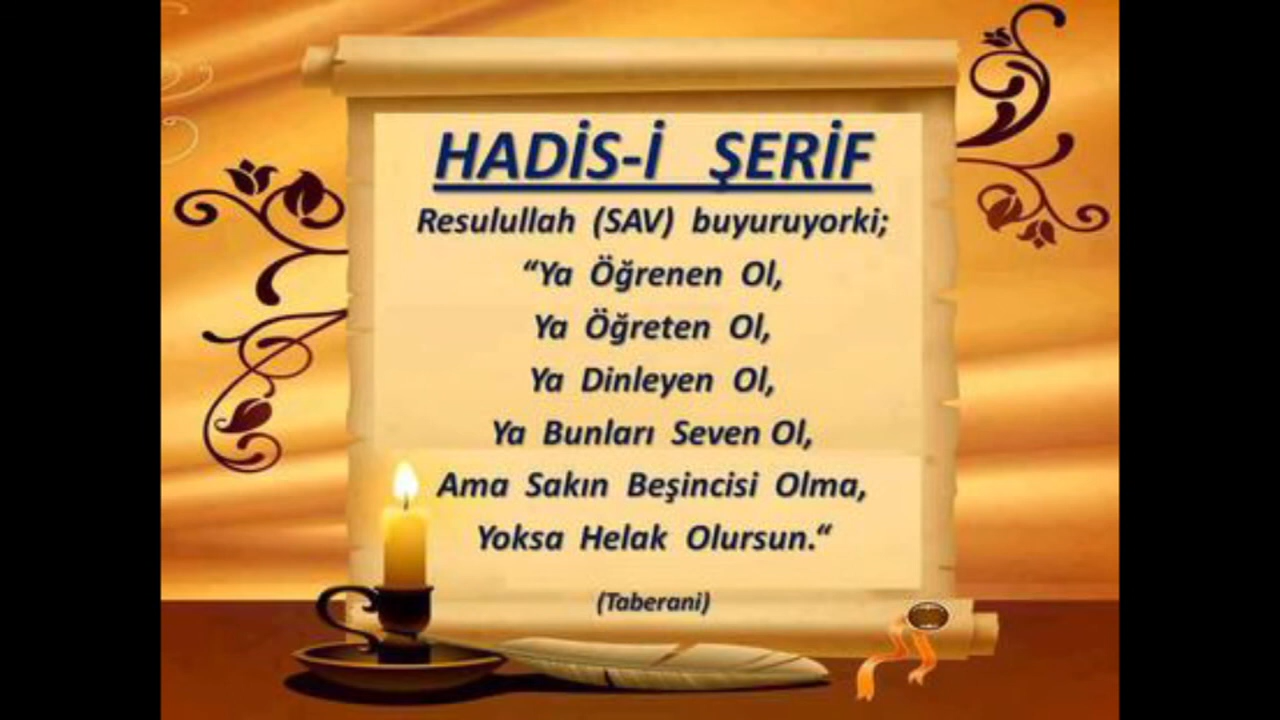 HADİS-İ ŞERİF
Resulullah (SAV) buyuruyorki;
“Ya Öğrenen Ol,
Ya Öğreten Ol,
Ya Dinleyen Ol,
Ya Bunları Seven Ol,
Ama Sakın Beşincisi Olma,
Yoksa Helak Olursun.“
(Taberani)